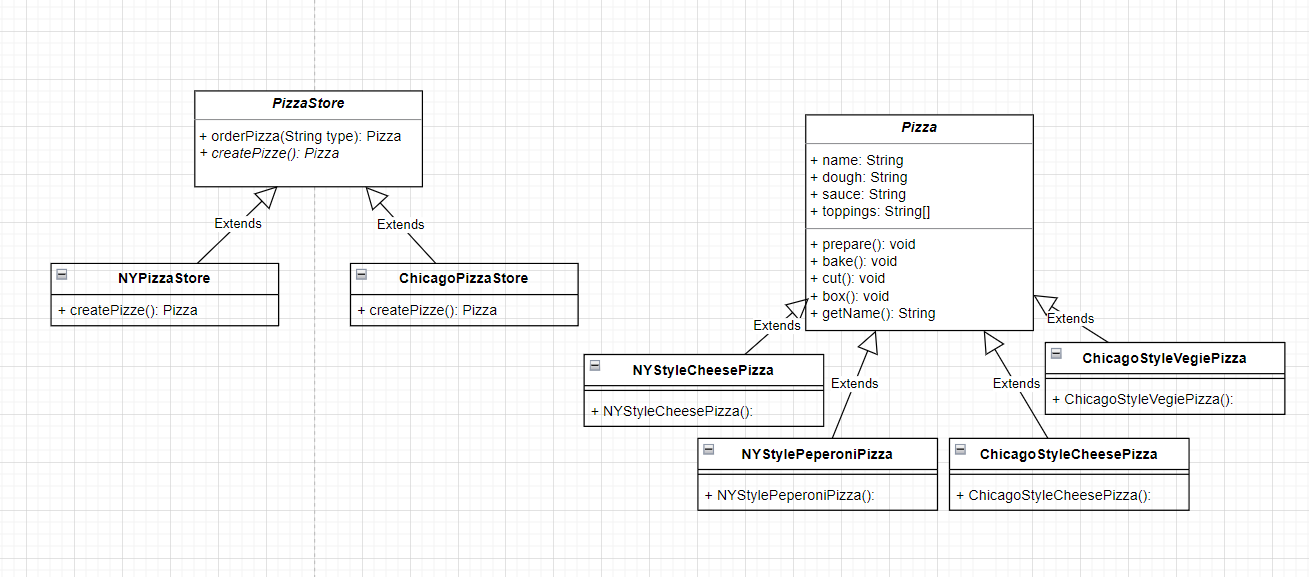 PizzaStore
+ orderPizza(String type): Pizza
+ createPizze(): Pizza
Extends
Extends
NYPizzaStore
+ createPizze(): Pizza
ChicagoPizzaStore
+ createPizze(): Pizza
Pizza
+ name: String
+ dough: String
+ sauce: String
+ toppings: String[]
+ prepare(): void
+ bake(): void
+ cut(): void
+ box(): void
+ getName(): String
Extends
Extends
Extends
Extends
NYStyleCheesePizza
+ NYStyleCheesePizza():
ChicagoStyleVegiePizza
+ ChicagoStyleVegiePizza():
NYStylePeperoniPizza
+ NYStylePeperoniPizza():
ChicagoStyleCheesePizza
+ ChicagoStyleCheesePizza():